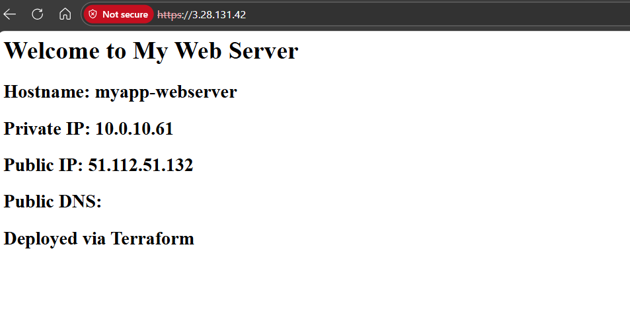 Not secure https://3.28.131.42
Welcome to My Web Server
Hostname: myapp-webserver
Private IP: 10.0.10.61
Public IP: 51.112.51.132
Public DNS:
Deployed via Terraform